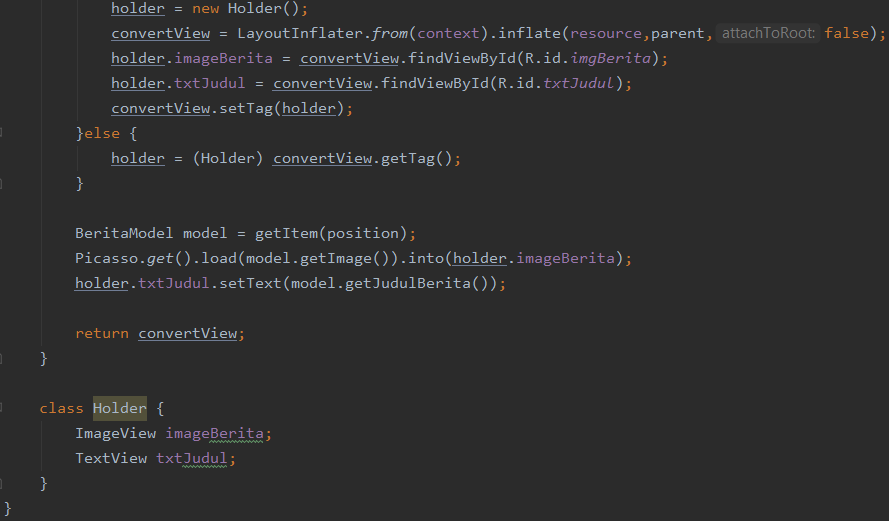 holder = new Holder();
convertView = LayoutInflater.from(context).inflate(resource,parent, attachToRoot: false);
holder.imageBerita = convertView.findViewById(R.id.imgBerita);
holder.txtJudul = convertView.findViewById(R.id.txtJudul);
convertView.setTag(holder);
}else {
holder = (Holder) convertView.getTag();
}
BeritaModel model = getItem(position);
Picasso.get().load(model.getImage()).into(holder.imageBerita);
holder.txtJudul.setText(model.getJudulBerita());
return convertView;
}
class Holder {
ImageView imageBerita;
TextView txtJudul;
}
}